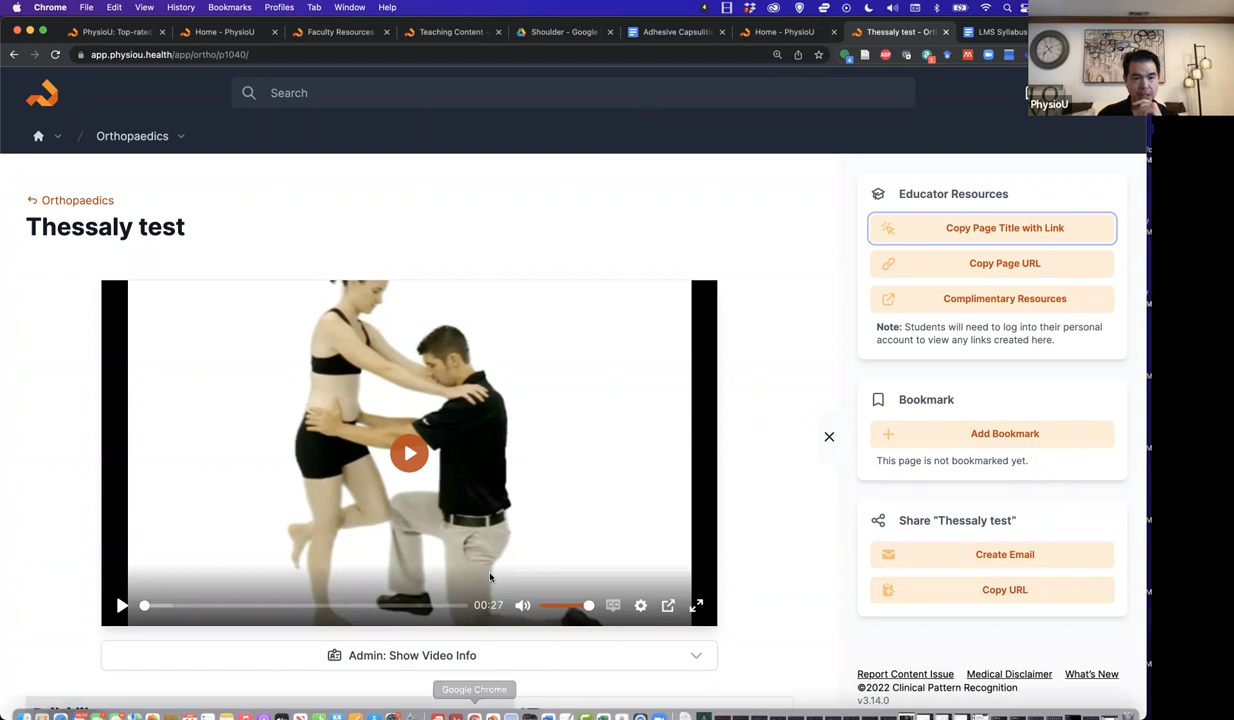 Chrome File Edit View History Bookmarks Profiles Tab Window Help
PhysioU: Top-rated
Home - PhysioU
Faculty Resources
Teaching Content
Shoulder - Google
Adhesive Capsuliti
Home - PhysioU
Thessaly test - Ort
LMS Syllabus
app.physiou.health/app/ortho/p1040/
Search
PhysioU
/ Orthopaedics
Orthopaedics
Thessaly test
00:27
CC
Admin: Show Video Info
Google Chrome
Educator Resources
Copy Page Title with Link
Copy Page URL
Complimentary Resources
Note: Students will need to log into their personal
account to view any links created here.
Bookmark
Add Bookmark
This page is not bookmarked yet.
Share “Thessaly test”
Create Email
Copy URL
Report Content Issue Medical Disclaimer What's New
©2022 Clinical Pattern Recognition
v3.14.0